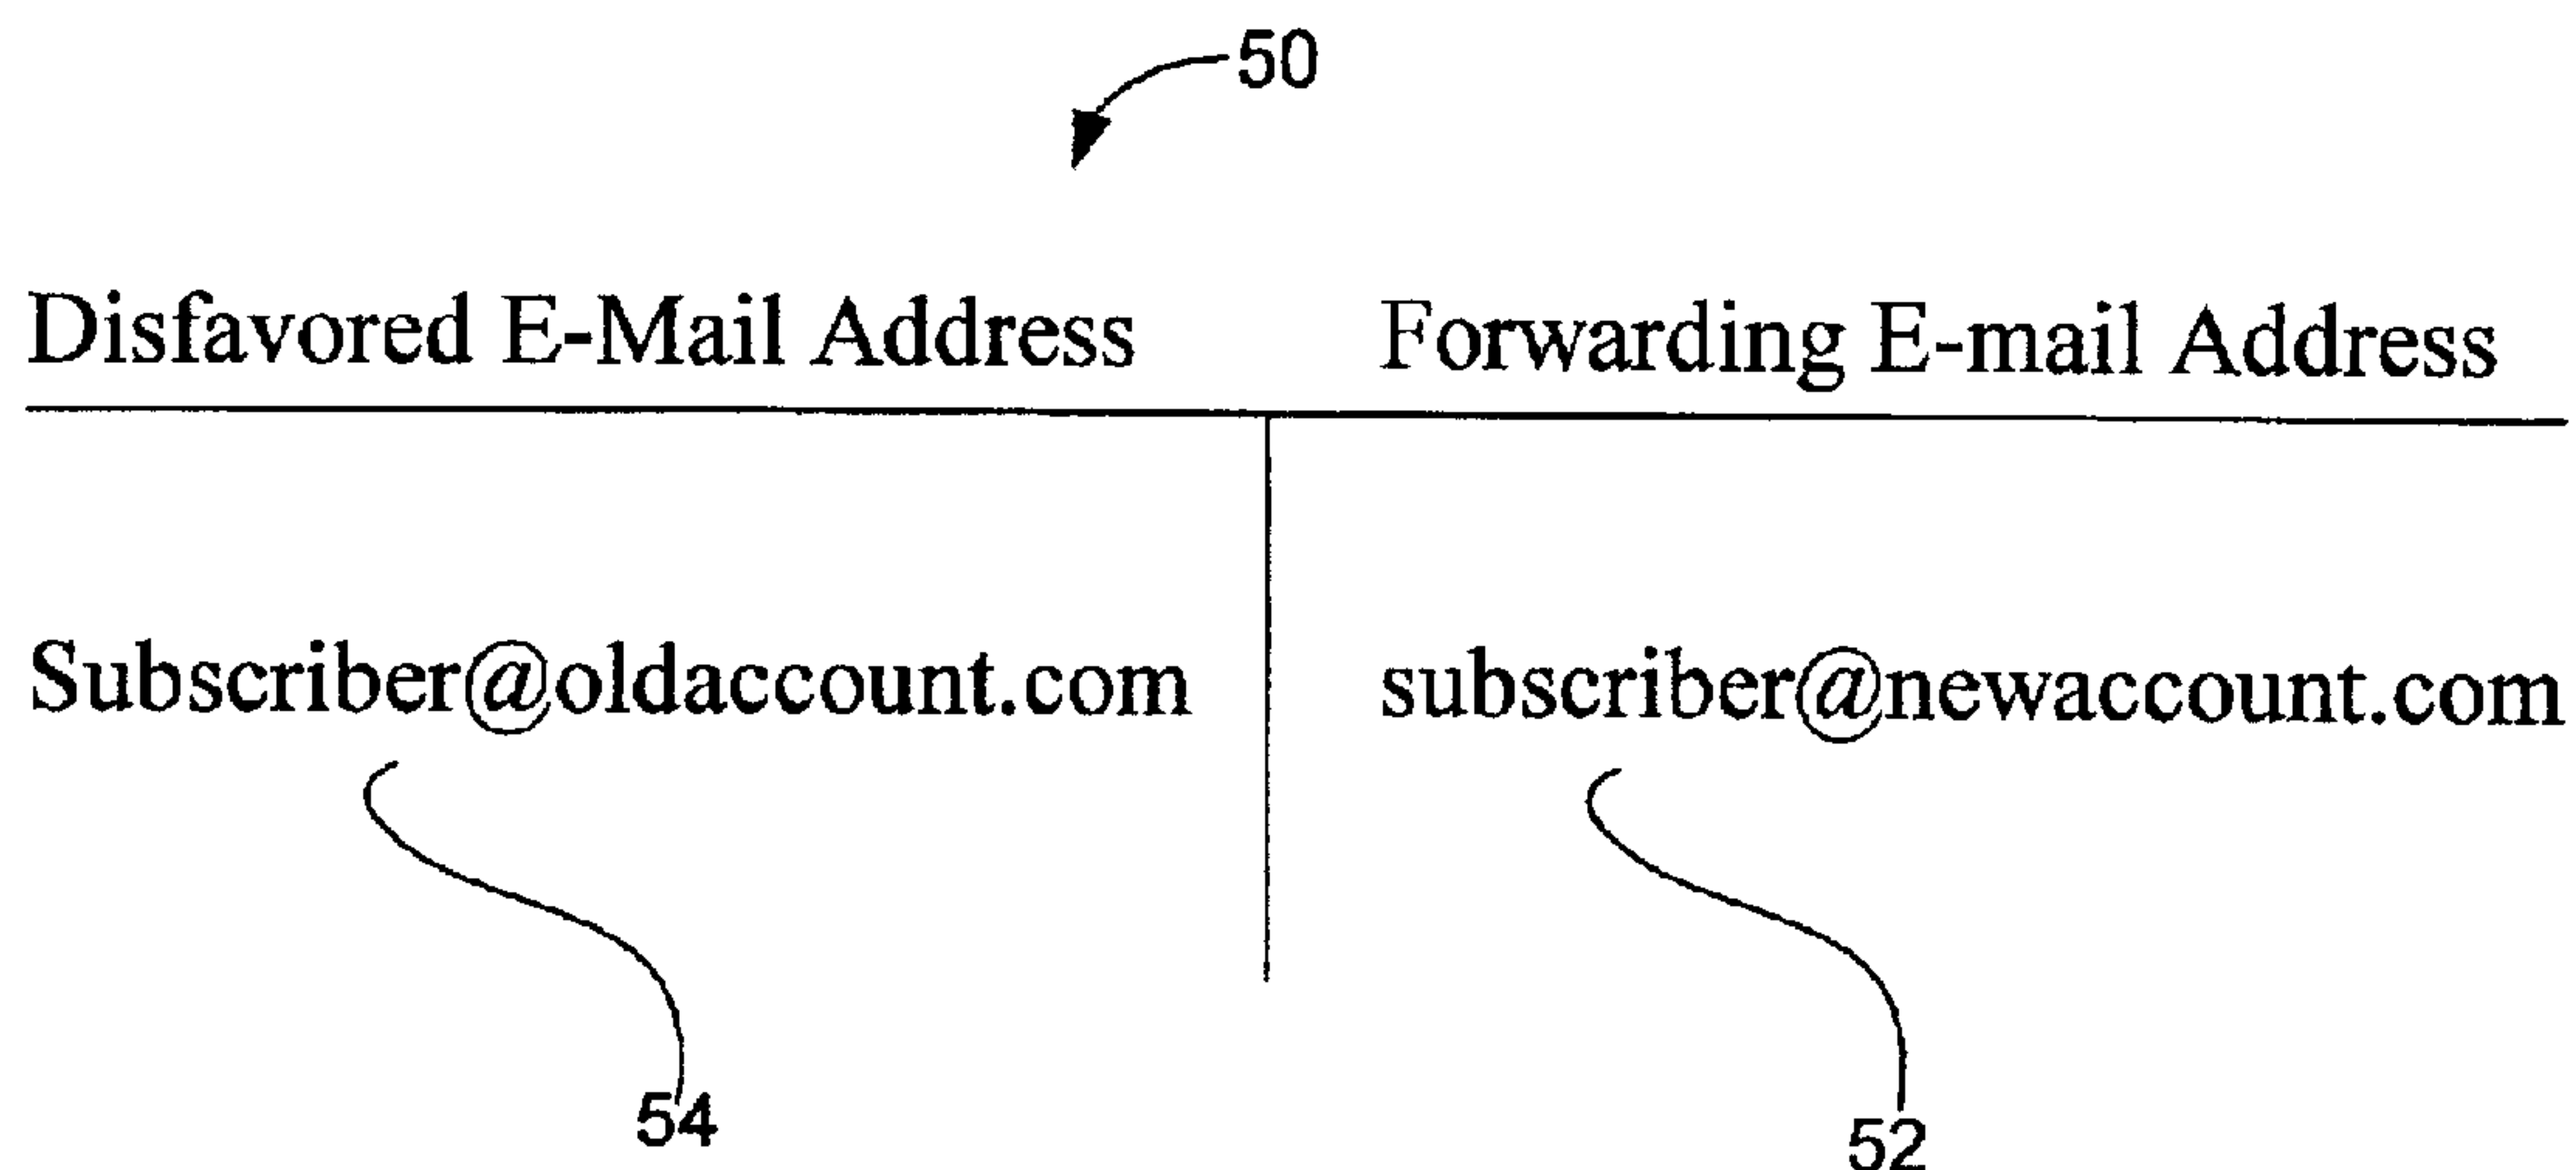 50
Disfavored E-Mail Address Forwarding E-mail Address
Subscriber@oldaccount.com subscriber@newaccount.com
54 52